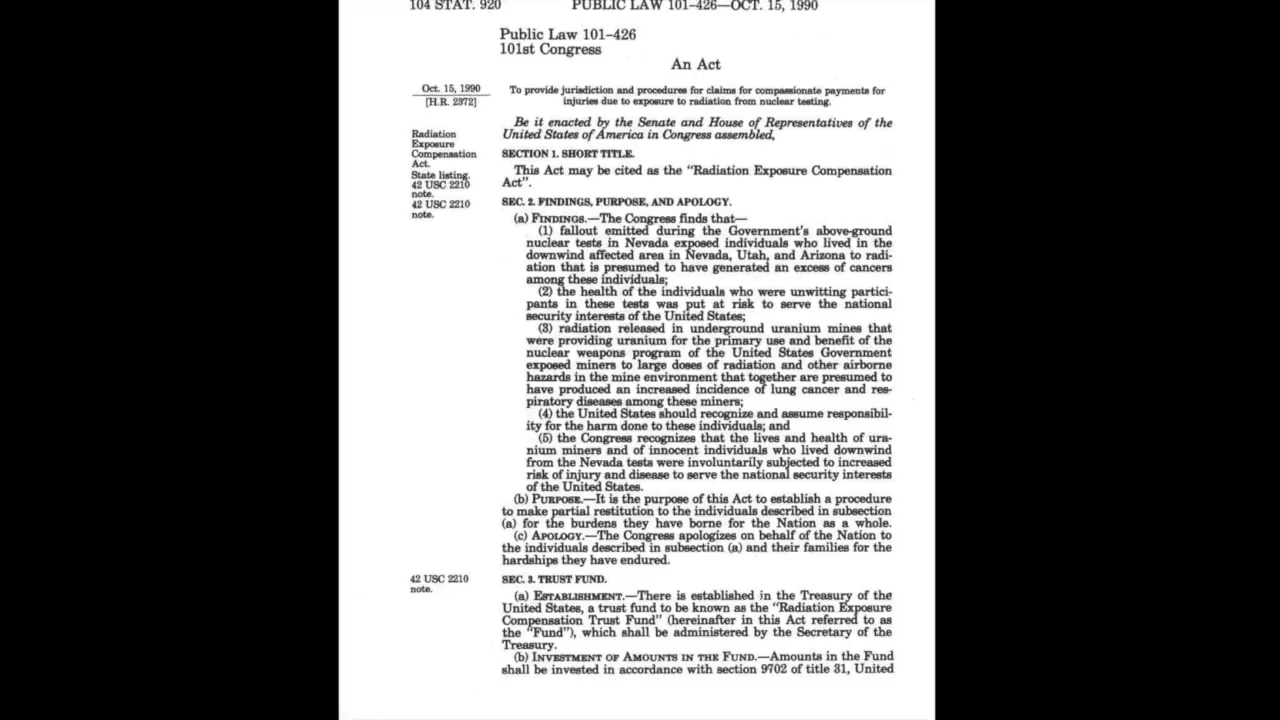 104 STAT. 920 PUBLIC LAW 101–426—OCT. 15, 1990
Public Law 101–426
101st Congress
An Act
Oct. 15, 1990
[H.R. 2372]
To provide jurisdiction and procedures for claims for compassionate payments for
injuries due to exposure to radiation from nuclear testing.
Be it enacted by the Senate and House of Representatives of the
United States of America in Congress assembled,
Radiation
Exposure
Compensation
Act.
State listing.
42 USC 2210
note.
42 USC 2210
note.
SECTION 1. SHORT TITLE.
This Act may be cited as the “Radiation Exposure Compensation
Act”.
SEC. 2. FINDINGS, PURPOSE, AND APOLOGY.
(a) FINDINGS.—The Congress finds that—
(1) fallout emitted during the Government's above-ground
nuclear tests in Nevada exposed individuals who lived in the
downwind affected area in Nevada, Utah, and Arizona to radi-
ation that is presumed to have generated an excess of cancers
among these individuals;
(2) the health of the individuals who were unwitting partici-
pants in these tests was put at risk to serve the national
security interests of the United States;
(3) radiation released in underground uranium mines that
were providing uranium for the primary use and benefit of the
nuclear weapons program of the United States Government
exposed miners to large doses of radiation and other airborne
hazards in the mine environment that together are presumed to
have produced an increased incidence of lung cancer and res-
piratory diseases among these miners;
(4) the United States should recognize and assume responsibil-
ity for the harm done to these individuals; and
(5) the Congress recognizes that the lives and health of ura-
nium miners and of innocent individuals who lived downwind
from the Nevada tests were involuntarily subjected to increased
risk of injury and disease to serve the national security interests
of the United States.
(b) PURPOSE.—It is the purpose of this Act to establish a procedure
to make partial restitution to the individuals described in subsection
(a) for the burdens they have borne for the Nation as a whole.
(c) APOLOGY.—The Congress apologizes on behalf of the Nation to
the individuals described in subsection (a) and their families for the
hardships they have endured.
42 USC 2210
note.
SEC. 3. TRUST FUND.
(a) ESTABLISHMENT.—There is established in the Treasury of the
United States, a trust fund to be known as the “Radiation Exposure
Compensation Trust Fund” (hereinafter in this Act referred to as
the “Fund”), which shall be administered by the Secretary of the
Treasury.
(b) INVESTMENT OF AMOUNTS IN THE FUND.—Amounts in the Fund
shall be invested in accordance with section 9702 of title 31, United